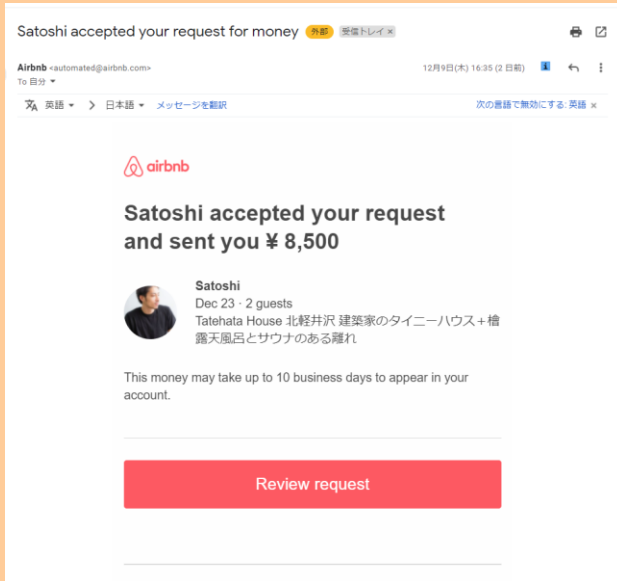 Satoshi accepted your request for money 外部 受信トレイ ×
Airbnb <automated@airbnb.com> 12月9日(木) 16:35 (2 日前)
To 自分
英語 > 日本語 メッセージを翻訳 次の言語で無効にする: 英語 ×
airbnb
Satoshi accepted your request
and sent you ¥ 8,500
Satoshi
Dec 23 · 2 guests
Tatehata House 北軽井沢 建築家のタイニーハウス＋檜
露天風呂とサウナのある離れ
This money may take up to 10 business days to appear in your
account.
Review request